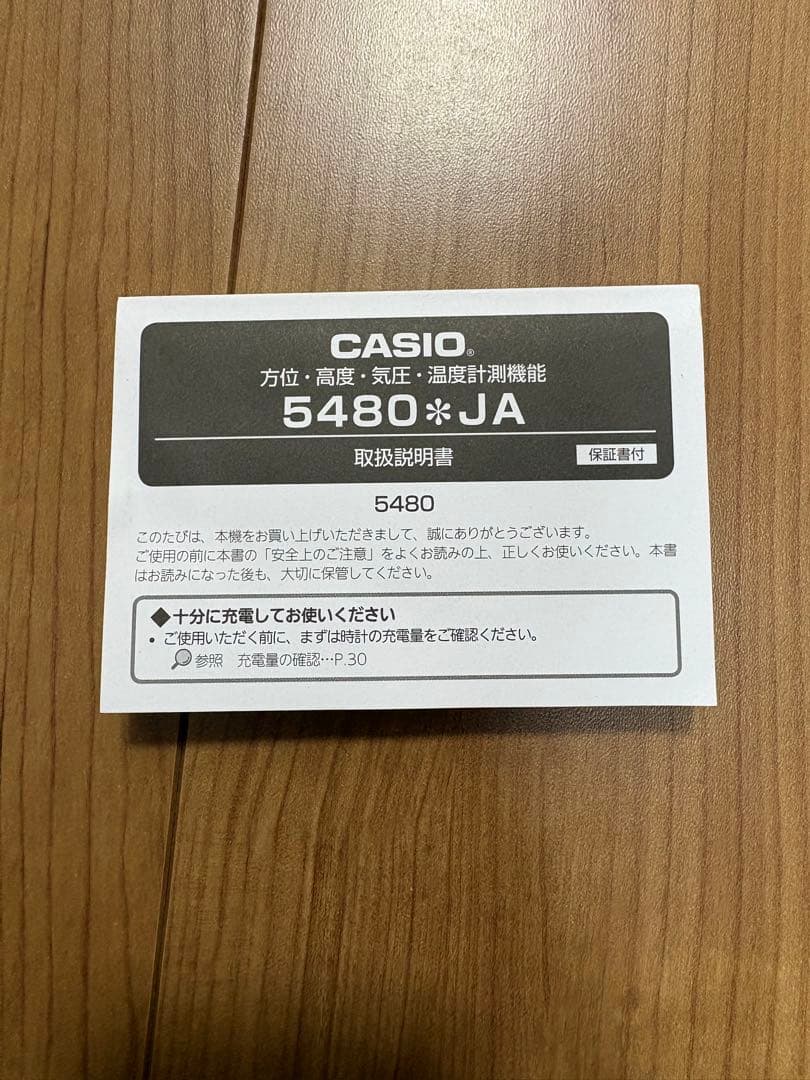 CASIO®
方位・高度・気圧・温度計測機能
5480＊JA
取扱説明書
保証書付
5480
このたびは、本機をお買い上げいただきまして、誠にありがとうございます。
ご使用の前に本書の「安全上のご注意」をよくお読みの上、正しくお使いください。本書
はお読みになった後も、大切に保管してください。
◆十分に充電してお使いください
• ご使用いただく前に、まずは時計の充電量をご確認ください。
参照 充電量の確認…P.30